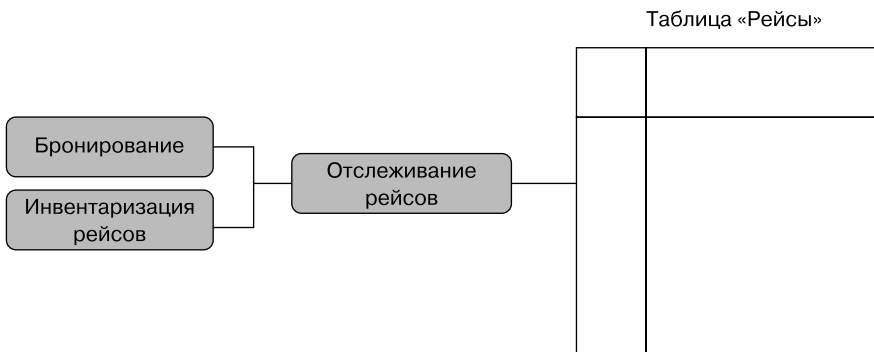 Таблица «Рейсы»
Бронирование
Инвентаризация
рейсов
Отслеживание
рейсов